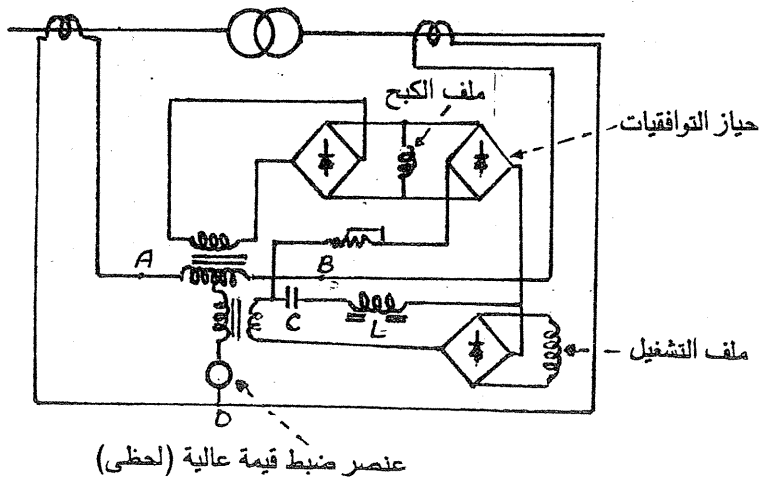 ملف الكبح
حياز التوافقيات
A
B
C
L
ملف التشغيل
D
عنصر ضبط قيمة عالية (لحظى)